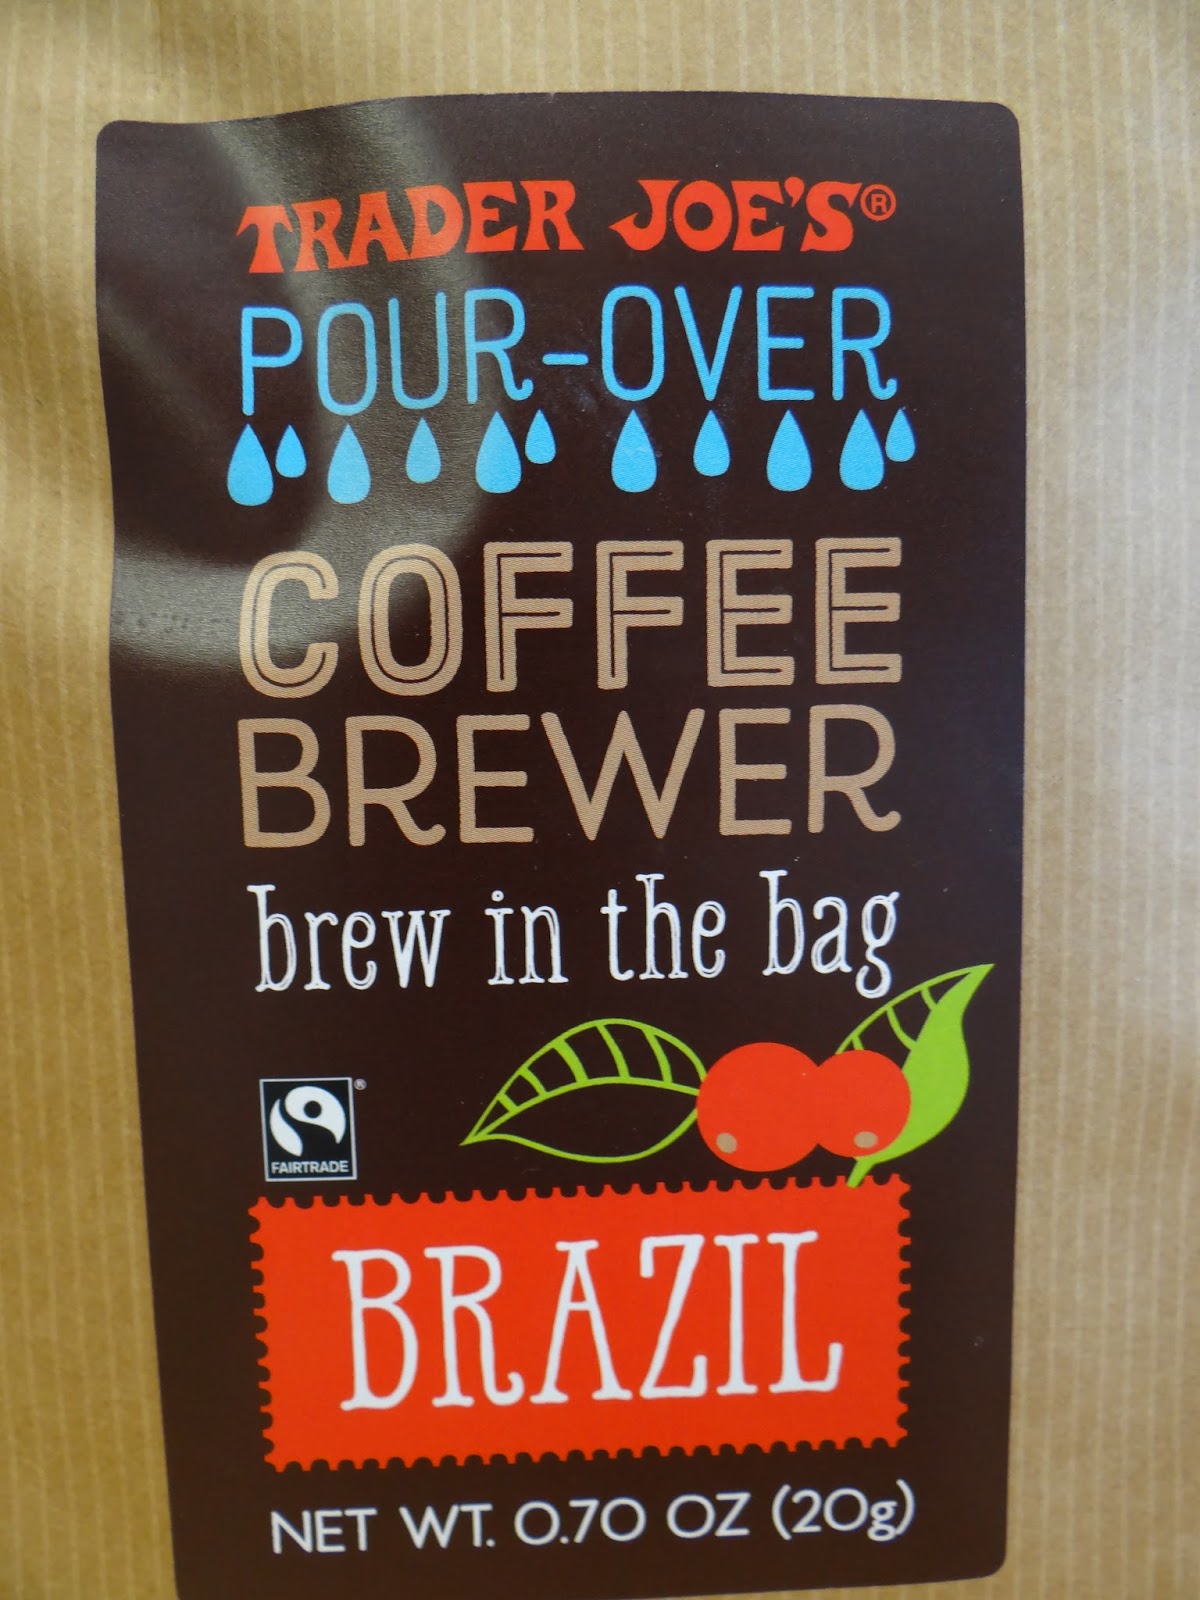 TRADER JOE'S®
POUR-OVER
COFFEE
BREWER
brew in the bag
®
FAIRTRADE
BRAZIL
NET WT. 0.70 OZ (20g)